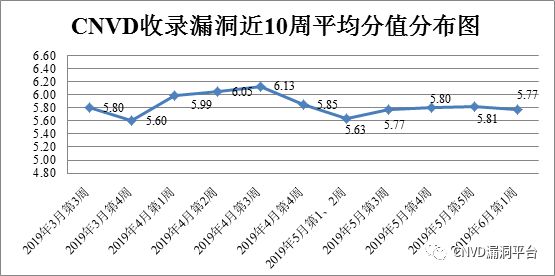 CNVD收录漏洞近10周平均分值分布图
6.60
6.40
6.20
6.00
5.80
5.60
5.40
5.20
5.00
4.80
5.80
5.60
5.99
6.05
6.13
5.85
5.63
5.77
5.80
5.81
5.77
2019年3月第3周
2019年3月第4周
2019年4月第1周
2019年4月第2周
2019年4月第3周
2019年4月第4周
2019年5月第1、2周
2019年5月第3周
2019年5月第4周
2019年5月第5周
2019年6月第1周
CNVD漏洞平台